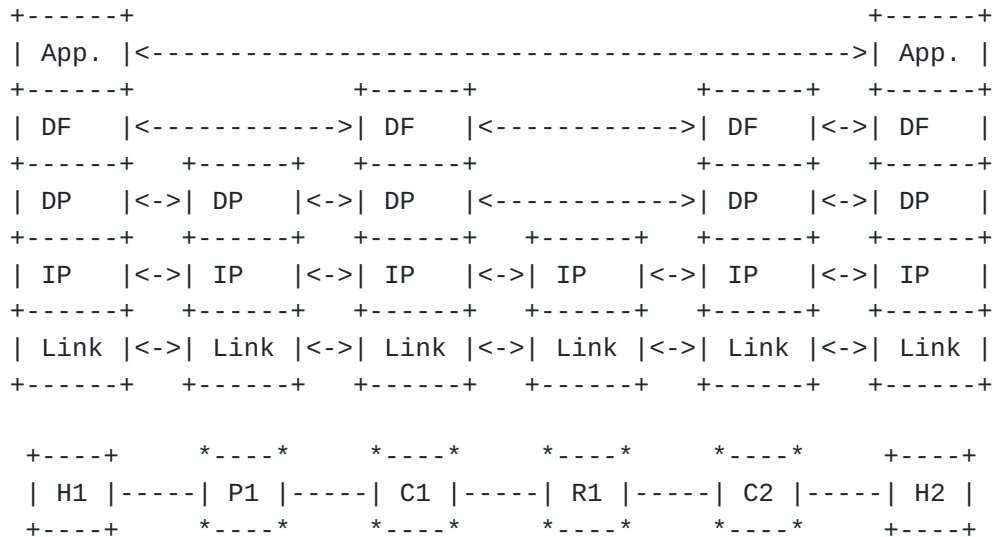 +------+                                           +------+
| App. |<----------------------------------------->| App. |
+------+             +------+             +------+   +------+
| DF   |<----------->| DF   |<------------>| DF   |<->| DF   |
+------+   +------+   +------+             +------+   +------+
| DP   |<->| DP   |<->| DP   |<------------>| DP   |<->| DP   |
+------+   +------+   +------+   +------+   +------+   +------+
| IP   |<->| IP   |<->| IP   |<->| IP   |<->| IP   |<->| IP   |
+------+   +------+   +------+   +------+   +------+   +------+
| Link |<->| Link |<->| Link |<->| Link |<->| Link |<->| Link |
+------+   +------+   +------+   +------+   +------+   +------+
+----+     *----*     *----*     *----*     *----*     +----+
| H1 |-----| P1 |-----| C1 |-----| R1 |-----| C2 |-----| H2 |
+----+     *----*     *----*     *----*     *----*     +----+